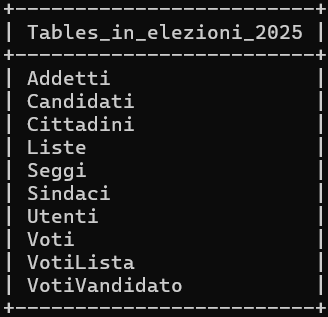 Tables_in_elezioni_2025
Addetti
Candidati
Cittadini
Liste
Seggi
Sindaci
Utenti
Voti
VotiLista
VotiVandidato